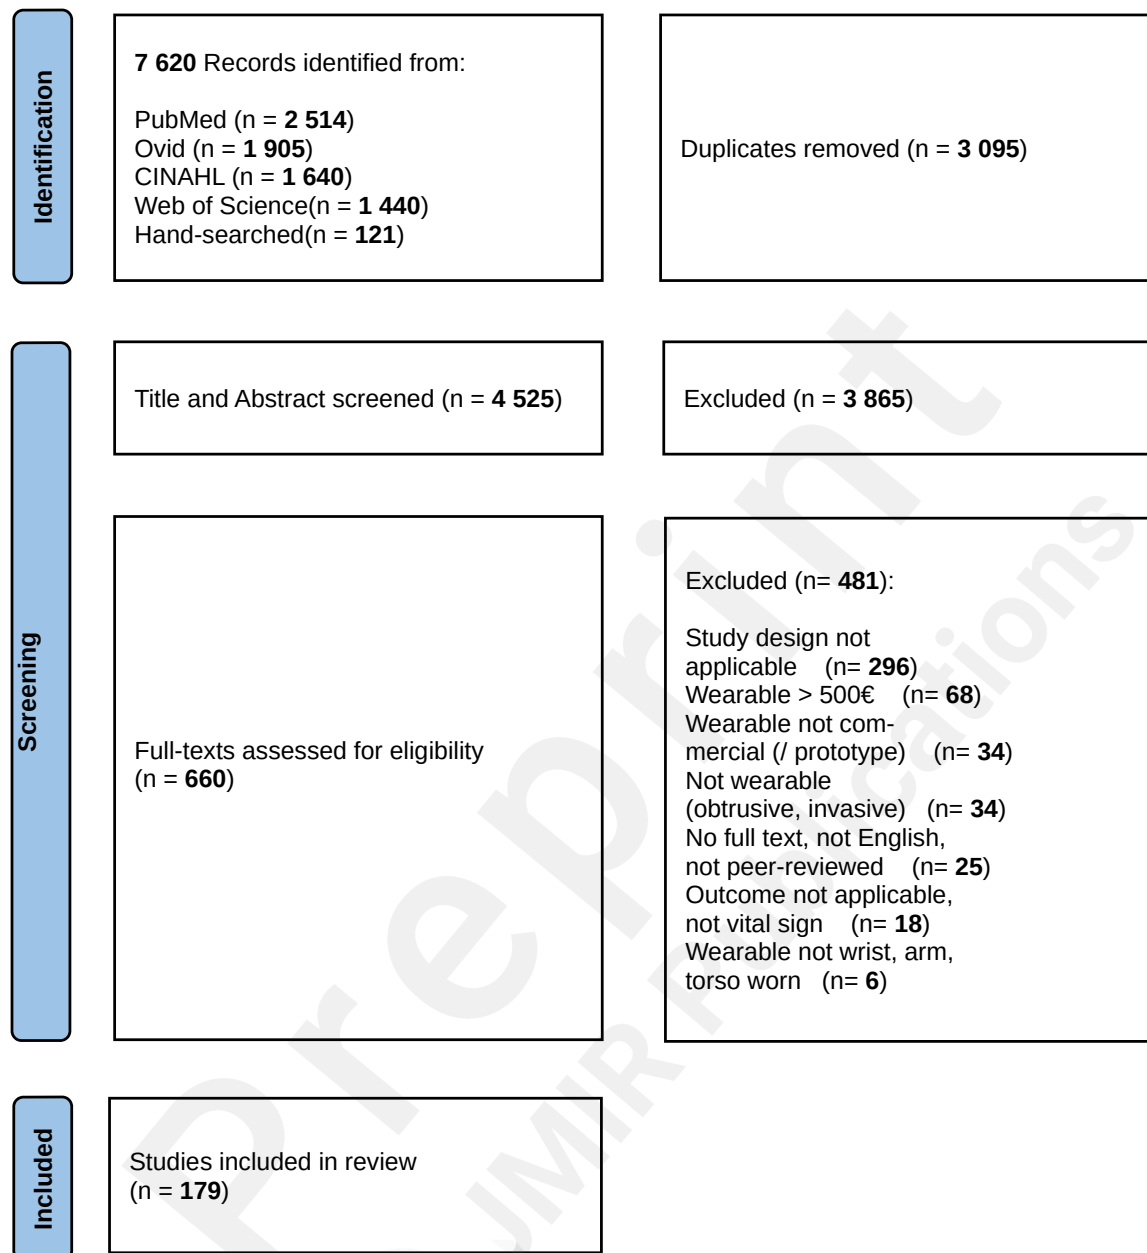 Identification
7 620 Records identified from:
PubMed (n = 2 514)
Ovid (n = 1 905)
CINAHL (n = 1 640)
Web of Science(n = 1 440)
Hand-searched(n = 121)
Duplicates removed (n = 3 095)
Screening
Title and Abstract screened (n = 4 525)
Excluded (n = 3 865)
Full-texts assessed for eligibility
(n = 660)
Excluded (n= 481):
Study design not
applicable (n= 296)
Wearable > 500€ (n= 68)
Wearable not com-
mercial (/ prototype) (n= 34)
Not wearable
(obtrusive, invasive) (n= 34)
No full text, not English,
not peer-reviewed (n= 25)
Outcome not applicable,
not vital sign (n= 18)
Wearable not wrist, arm,
torso worn (n= 6)
Included
Studies included in review
(n = 179)
Preprint
JMIR Publications